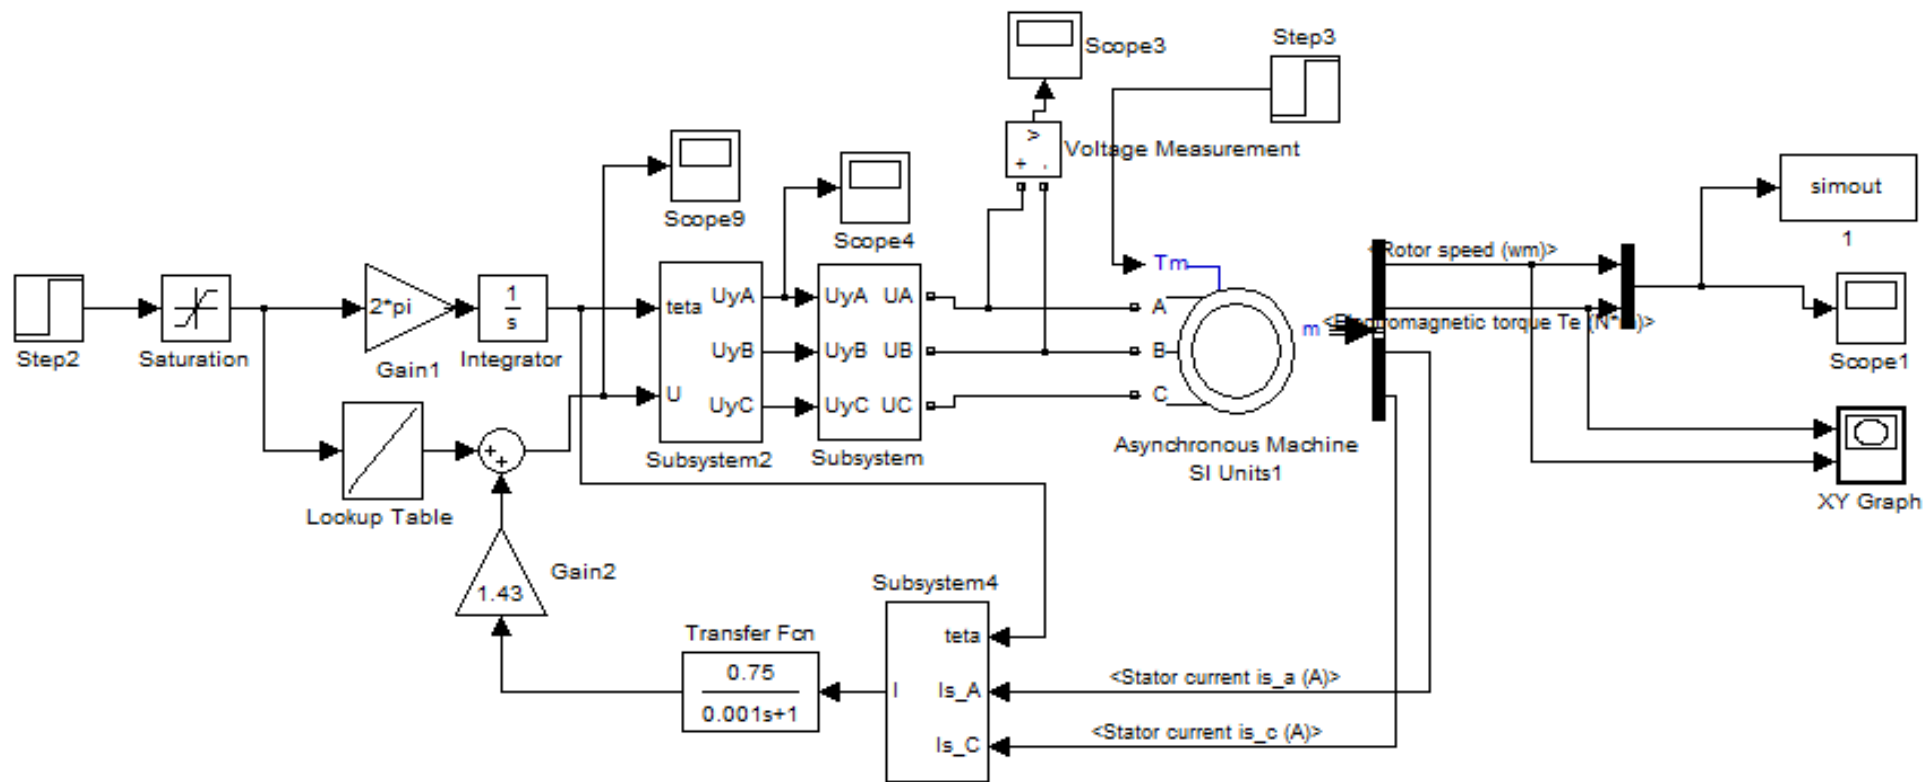 Scope3
Step3
>
+ -
Voltage Measurement
Scope9
Scope4
simout
1
Step2
Saturation
2*pi
Gain1
1
s
Integrator
teta
U
UyA
UyB
UyC
Subsystem2
UyA
UyB
UyC
UA
UB
UC
Subsystem
Tm
A
B
C
m
Asynchronous Machine
SI Units1
<Rotor speed (wm)>
<Electromagnetic torque Te (N*m)>
Scope1
XY Graph
Lookup Table
+
+
1.43
Gain2
Transfer Fcn
0.75
0.001s+1
Subsystem4
I
teta
Is_A
Is_C
<Stator current is_a (A)>
<Stator current is_c (A)>